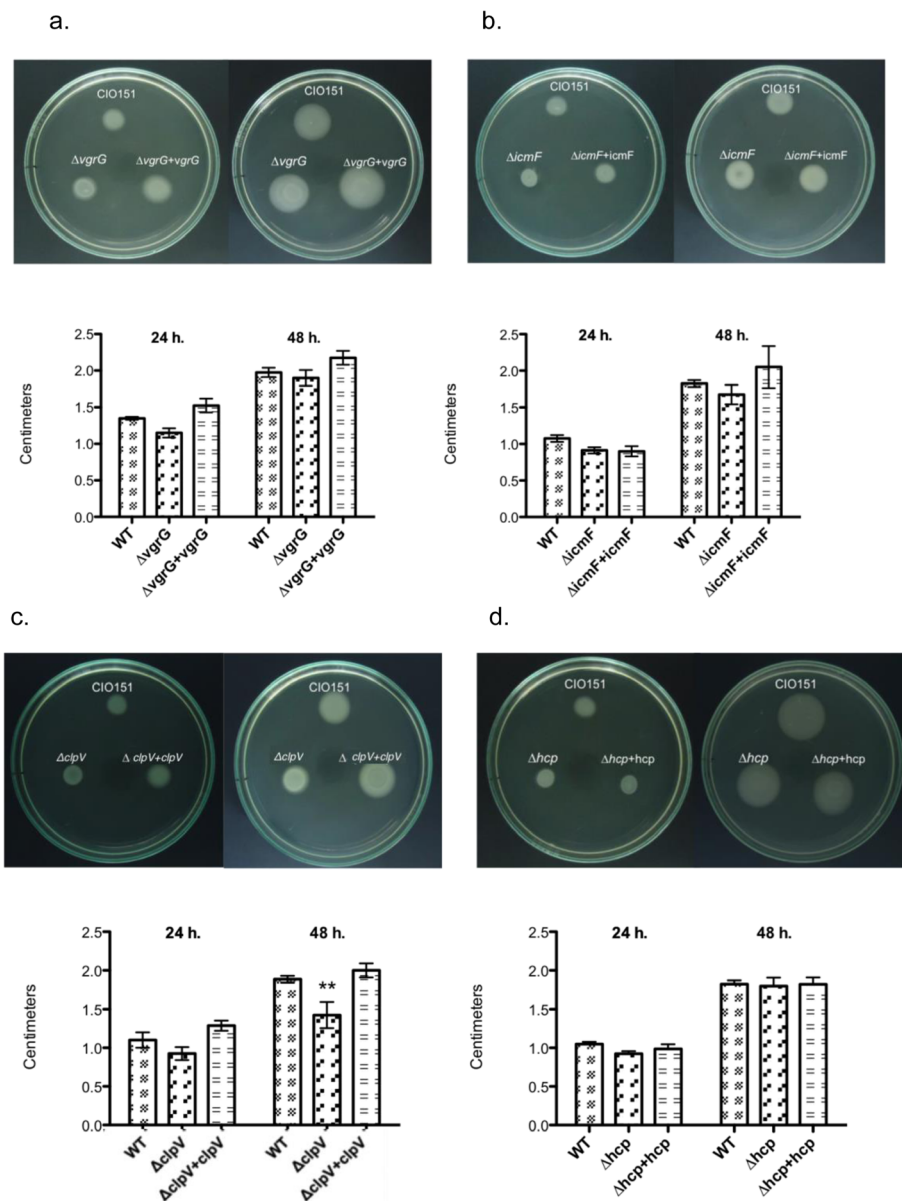 a.
CIO151
ΔvgrG
ΔvgrG+vgrG
CIO151
ΔvgrG
ΔvgrG+vgrG
2.5
2.0
1.5
1.0
0.5
0.0
Centimeters
24 h.
48 h.
WT
ΔvgrG
ΔvgrG+vgrG
WT
ΔvgrG
ΔvgrG+vgrG
b.
CIO151
ΔicmF
ΔicmF+icmF
CIO151
ΔicmF
ΔicmF+icmF
2.5
2.0
1.5
1.0
0.5
0.0
Centimeters
24 h.
48 h.
WT
ΔicmF
ΔicmF+icmF
WT
ΔicmF
ΔicmF+icmF
c.
CIO151
ΔclpV
Δ clpV+clpV
CIO151
ΔclpV
Δ clpV+clpV
2.5
2.0
1.5
1.0
0.5
0.0
Centimeters
24 h.
48 h.
**
WT
ΔclpV
ΔclpV+clpV
WT
ΔclpV
ΔclpV+clpV
d.
CIO151
Δhcp
Δhcp+hcp
CIO151
Δhcp
Δhcp+hcp
2.5
2.0
1.5
1.0
0.5
0.0
Centimeters
24 h.
48 h.
WT
Δhcp
Δhcp+hcp
WT
Δhcp
Δhcp+hcp